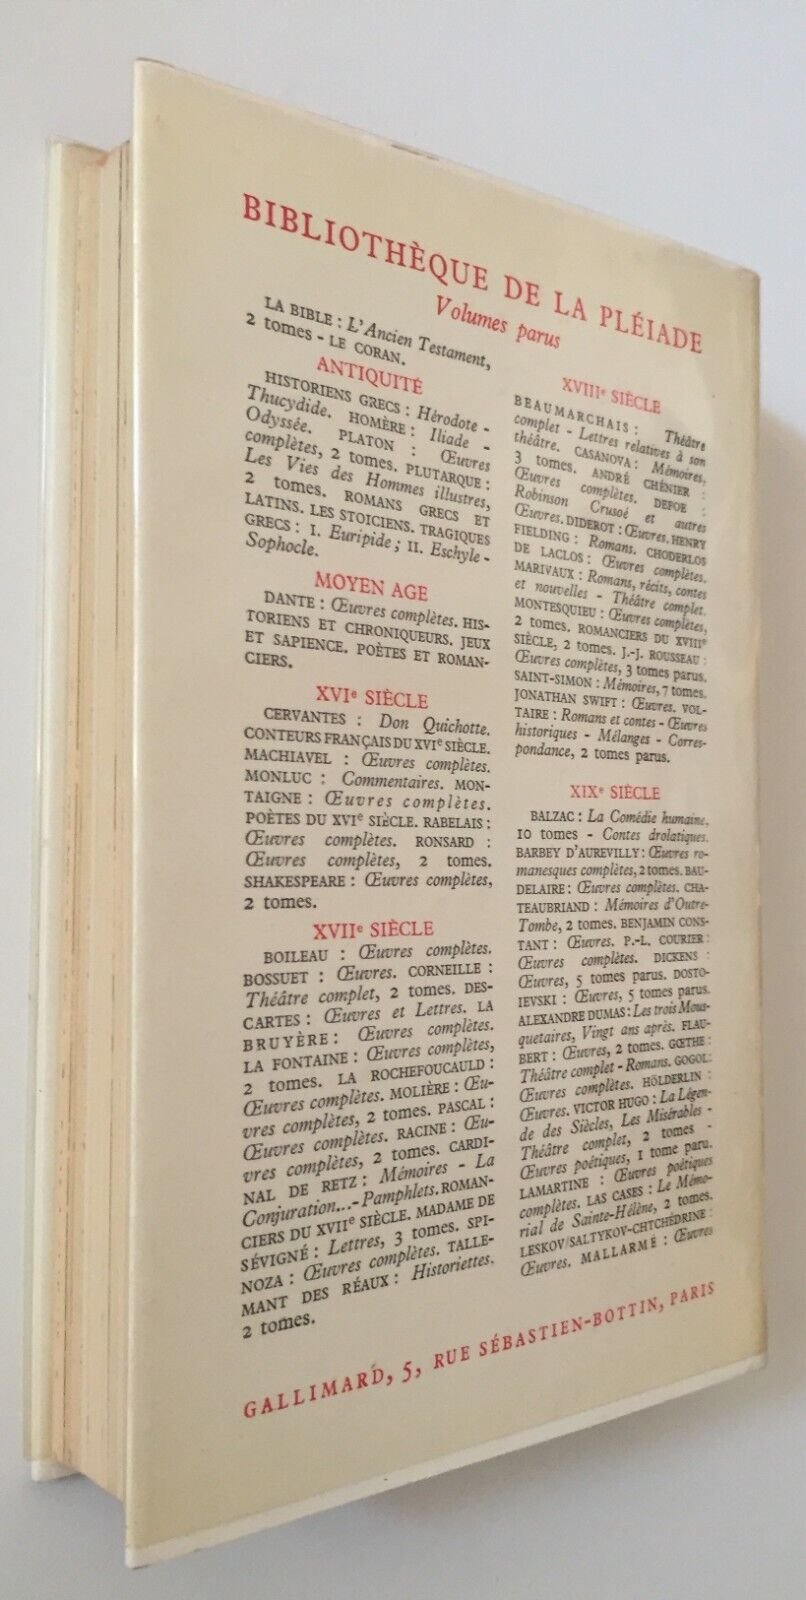 BIBLIOTHÈQUE DE LA PLÉIADE
Volumes parus
LA BIBLE : L'Ancien Testament,
2 tomes - LE CORAN.
ANTIQUITÉ
HISTORIENS GRECS : Hérodote -
Thucydide. HOMÈRE : Iliade -
Odyssée. PLATON : Œuvres
complètes, 2 tomes. PLUTARQUE :
Les Vies des Hommes illustres,
2 tomes. ROMANS GRECS ET
LATINS. LES STOICIENS. TRAGIQUES
GRECS : I. Euripide ; II. Eschyle -
Sophocle.
MOYEN AGE
DANTE : Œuvres complètes. HIS-
TORIENS ET CHRONIQUEURS. JEUX
ET SAPIENCE. POÈTES ET ROMAN-
CIERS.
XVIe SIÈCLE
CERVANTES : Don Quichotte.
CONTEURS FRANÇAIS DU XVIe SIÈCLE.
MACHIAVEL : Œuvres complètes.
MONLUC : Commentaires. MON-
TAIGNE : Œuvres complètes.
POÈTES DU XVIe SIÈCLE. RABELAIS :
Œuvres complètes. RONSARD :
Œuvres complètes, 2 tomes.
SHAKESPEARE : Œuvres complètes,
2 tomes.
XVIIe SIÈCLE
BOILEAU : Œuvres complètes.
BOSSUET : Œuvres. CORNEILLE :
Théâtre complet, 2 tomes. DES-
CARTES : Œuvres et Lettres. LA
BRUYÈRE : Œuvres complètes.
LA FONTAINE : Œuvres complètes,
2 tomes. LA ROCHEFOUCAULD :
Œuvres complètes. MOLIÈRE : Œu-
vres complètes, 2 tomes. PASCAL :
Œuvres complètes. RACINE : Œu-
vres complètes, 2 tomes. CARDI-
NAL DE RETZ : Mémoires - La
Conjuration...-Pamphlets. ROMAN-
CIERS DU XVIIe SIÈCLE. MADAME DE
SÉVIGNÉ : Lettres, 3 tomes. SPI-
NOZA : Œuvres complètes. TALLE-
MANT DES RÉAUX : Historiettes.
2 tomes.
XVIIIe SIÈCLE
BEAUMARCHAIS : Théâtre
complet - Lettres relatives à son
théâtre. CASANOVA : Mémoires,
3 tomes. ANDRÉ CHÉNIER :
Œuvres complètes. DEFOE :
Robinson Crusoé et autres
Œuvres. DIDEROT : Œuvres. HENRY
FIELDING : Romans. CHODERLOS
DE LACLOS : Œuvres complètes.
MARIVAUX : Romans, récits, contes
et nouvelles - Théâtre complet.
MONTESQUIEU : Œuvres complètes,
2 tomes. ROMANCIERS DU XVIIIe
SIÈCLE, 2 tomes. J.-J. ROUSSEAU :
Œuvres complètes, 3 tomes parus.
SAINT-SIMON : Mémoires, 7 tomes.
JONATHAN SWIFT : Œuvres. VOL-
TAIRE : Romans et contes - Œuvres
historiques - Mélanges - Corres-
pondance, 2 tomes parus.
XIXe SIÈCLE
BALZAC : La Comédie humaine,
10 tomes - Contes drolatiques.
BARBEY D'AUREVILLY : Œuvres ro-
manesques complètes, 2 tomes. BAU-
DELAIRE : Œuvres complètes. CHA-
TEAUBRIAND : Mémoires d'Outre-
Tombe, 2 tomes. BENJAMIN CONS-
TANT : Œuvres. P.-L. COURIER :
Œuvres complètes. DICKENS :
Œuvres, 5 tomes parus. DOSTO-
IEVSKI : Œuvres, 5 tomes parus.
ALEXANDRE DUMAS : Les trois Mous-
quetaires, Vingt ans après. FLAU-
BERT : Œuvres, 2 tomes. GŒTHE :
Théâtre complet - Romans. GOGOL :
Œuvres complètes. HÖLDERLIN :
Œuvres. VICTOR HUGO : La Légen-
de des Siècles, Les Misérables -
Théâtre complet, 2 tomes -
Œuvres poétiques, 1 tome paru.
LAMARTINE : Œuvres poétiques
complètes. LAS CASES : Le Mémo-
rial de Sainte-Hélène, 2 tomes.
LESKOV/SALTYKOV-CHTCHÉDRINE :
Œuvres. MALLARMÉ : Œuvres
GALLIMARD, 5, RUE SÉBASTIEN-BOTTIN, PARIS